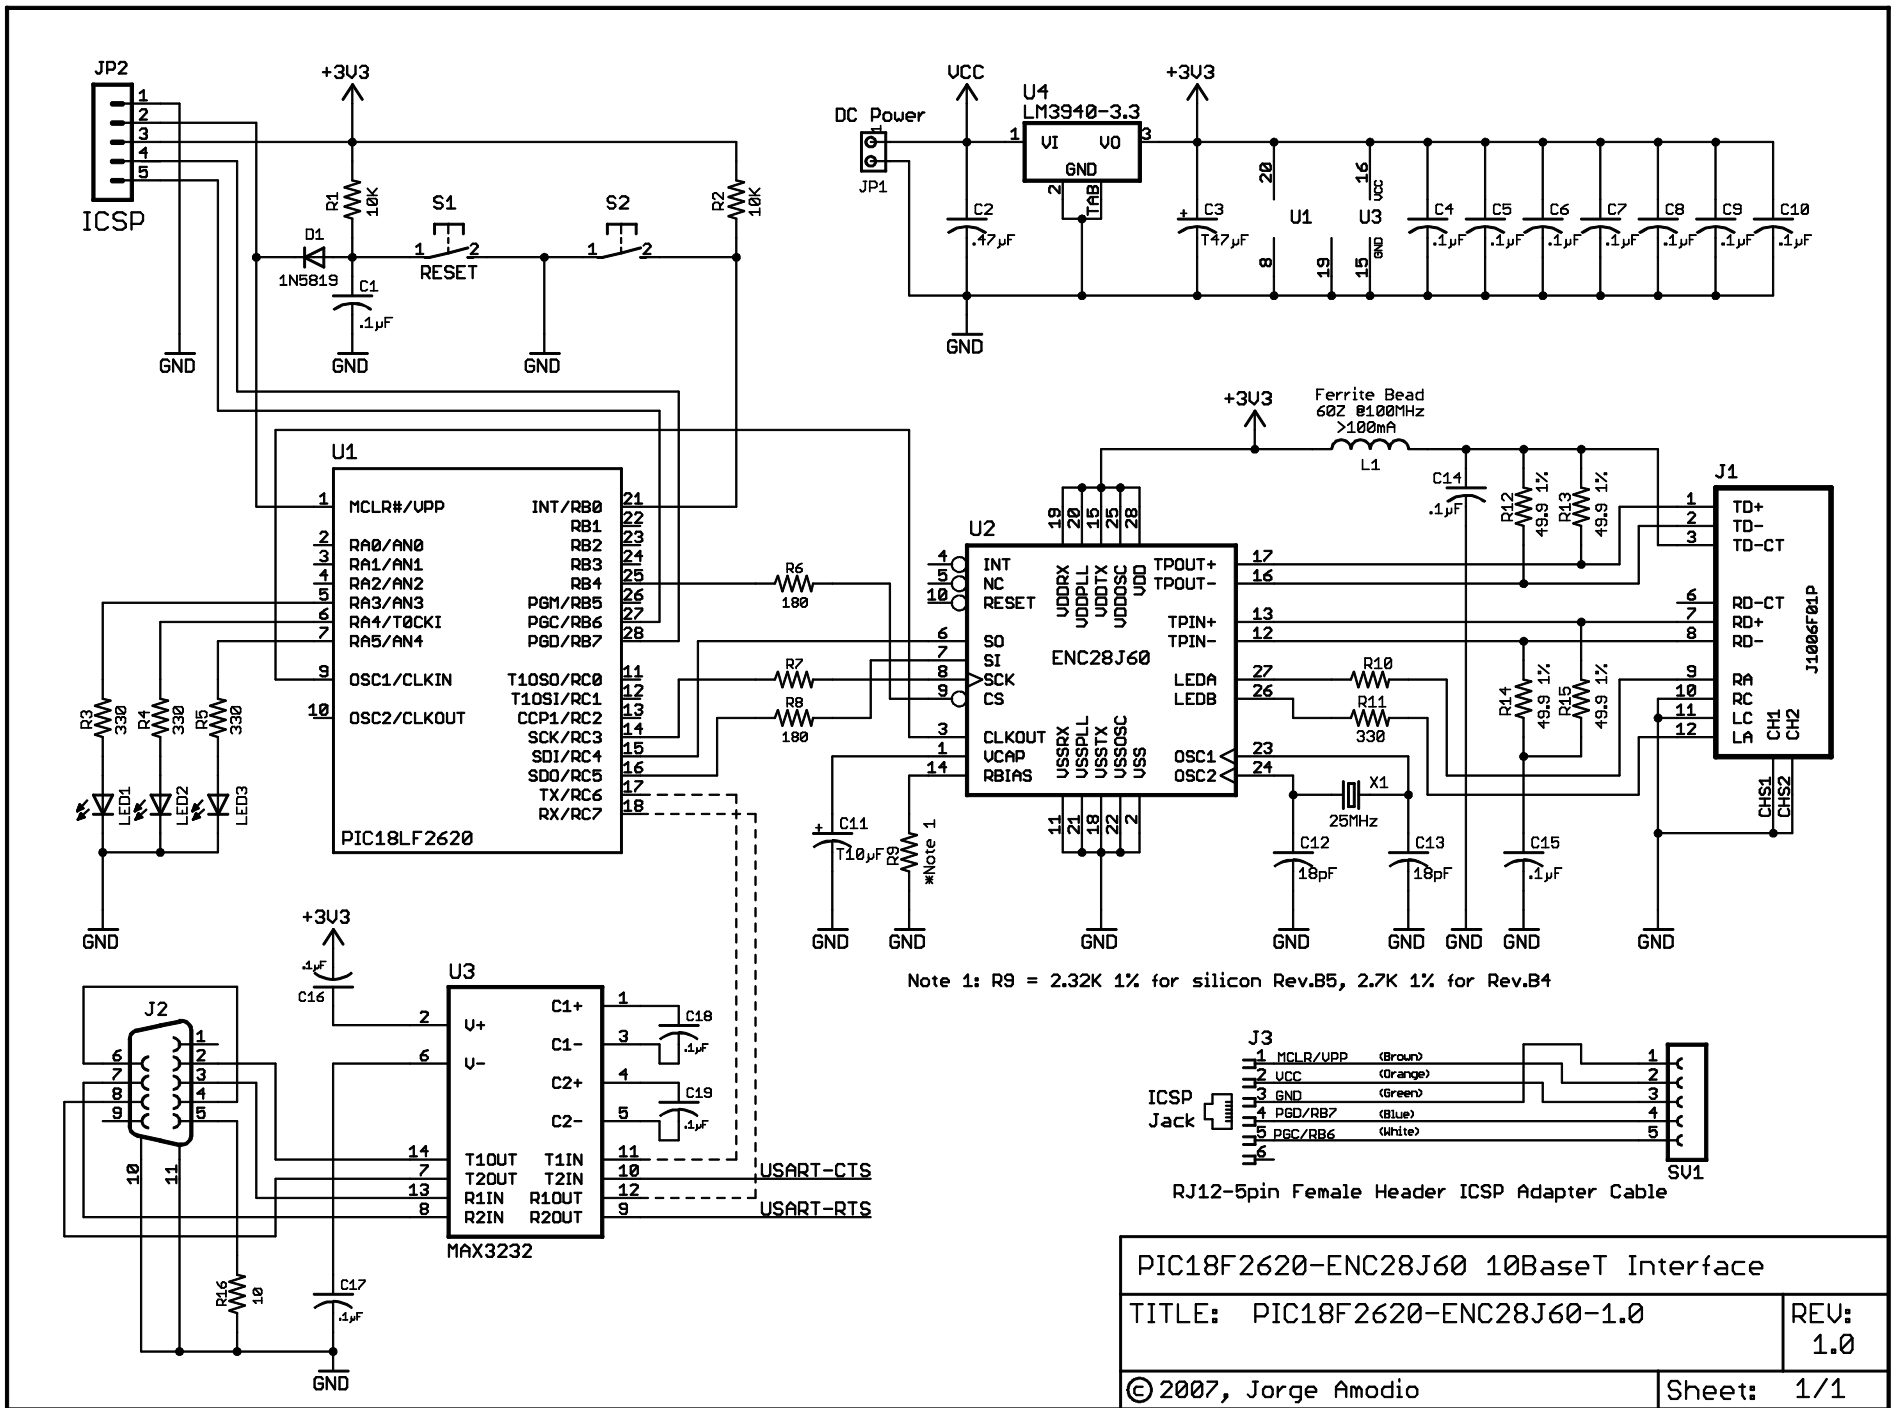 JP2
1
2
3
4
5
ICSP
+3V3
R1
10K
R2
10K
S1
1 2
RESET
S2
1 2
D1
1N5819
C1
.1µF
GND
GND
GND
DC Power
1
JP1
VCC
U4
LM3940-3.3
1 VI VO 3
GND
2 TAB
+3V3
C2
.47µF
C3
+
T47µF
20
U1
8 19
16 VCC
U3
15 GND
C4
.1µF
C5
.1µF
C6
.1µF
C7
.1µF
C8
.1µF
C9
.1µF
C10
.1µF
GND
U1
1 MCLR#/VPP
2 RA0/AN0
3 RA1/AN1
4 RA2/AN2
5 RA3/AN3
6 RA4/T0CKI
7 RA5/AN4
9 OSC1/CLKIN
10 OSC2/CLKOUT
INT/RB0 21
RB1 22
RB2 23
RB3 24
RB4 25
PGM/RB5 26
PGC/RB6 27
PGD/RB7 28
T1OSO/RC0 11
T1OSI/RC1 12
CCP1/RC2 13
SCK/RC3 14
SDI/RC4 15
SDO/RC5 16
TX/RC6 17
RX/RC7 18
PIC18LF2620
R3
330
R4
330
R5
330
LED1
LED2
LED3
GND
R6
180
R7
R8
180
U2
4 INT
5 NC
10 RESET
6 SO
7 SI
8 SCK
9 CS
3 CLKOUT
1 VCAP
14 RBIAS
19 20 15 25 28
VDDRX
VDDPLL
VDDTX
VDDOSC
VDD
ENC28J60
TPOUT+ 17
TPOUT- 16
TPIN+ 13
TPIN- 12
LEDA 27
LEDB 26
OSC1 23
OSC2 24
VSSRX
VSSPLL
VSSTX
VSSOSC
VSS
11 21 18 22 2
+3V3
Ferrite Bead
60Z @100MHz
>100mA
L1
C14
.1µF
R12
49.9 1%
R13
49.9 1%
R14
49.9 1%
R15
49.9 1%
R10
R11
330
X1
25MHz
C11
+
T10µF
R9
*Note 1
C12
18pF
C13
18pF
C15
.1µF
GND GND GND GND GND GND GND GND
J1
1 TD+
2 TD-
3 TD-CT
6 RD-CT
7 RD+
8 RD-
9 RA
10 RC
11 LC
12 LA
CH1
CH2
CHS1
CHS2
J1006F01P
Note 1: R9 = 2.32K 1% for silicon Rev.B5, 2.7K 1% for Rev.B4
+3V3
.1µF
C16
U3
2 V+
6 V-
C1+ 1
C1- 3
C2+ 4
C2- 5
14 T1OUT T1IN 11
7 T2OUT T2IN 10
13 R1IN R1OUT 12
8 R2IN R2OUT 9
MAX3232
C18
.1µF
C19
.1µF
USART-CTS
USART-RTS
J2
1
6 2
7 3
8 4
9 5
10
11
R16
10
C17
.1µF
GND
J3
1 MCLR/VPP (Brown) 1
2 VCC (Orange) 2
3 GND (Green) 3
4 PGD/RB7 (Blue) 4
5 PGC/RB6 (White) 5
6
ICSP
Jack
SV1
RJ12-5pin Female Header ICSP Adapter Cable
PIC18F2620-ENC28J60 10BaseT Interface
TITLE: PIC18F2620-ENC28J60-1.0
REV:
1.0
© 2007, Jorge Amodio
Sheet: 1/1